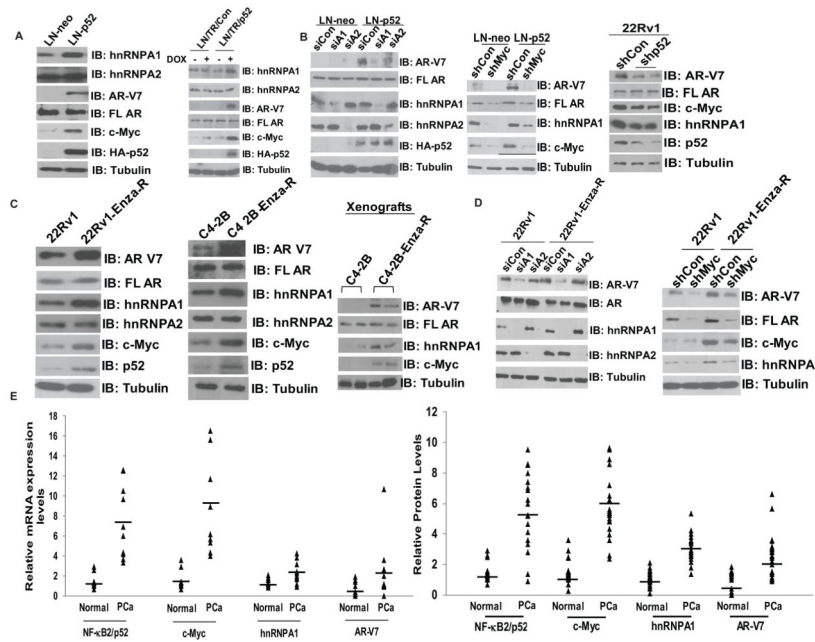 A
LN-neo
LN-p52
IB: hnRNPA1
IB: hnRNPA2
IB: AR-V7
IB: FL AR
IB: c-Myc
IB: HA-p52
IB: Tubulin
LN/TR/Con
LN/TR/p52
DOX - + - +
IB: hnRNPA1
IB: hnRNPA2
IB: AR-V7
IB: FL AR
IB: c-Myc
IB: HA-p52
IB: Tubulin
B
LN-neo LN-p52
siCon siA1 siA2 siCon siA1 siA2
IB: AR-V7
IB: FL AR
IB: hnRNPA1
IB: hnRNPA2
IB: HA-p52
IB: Tubulin
LN-neo LN-p52
shCon shMyc shCon shMyc
IB: AR-V7
IB: FL AR
IB: hnRNPA1
IB: c-Myc
IB: Tubulin
22Rv1
shCon shp52
IB: AR-V7
IB: FL AR
IB: c-Myc
IB: hnRNPA1
IB: p52
IB: Tubulin
C
22Rv1
22Rv1-Enza-R
IB: AR V7
IB: FL AR
IB: hnRNPA1
IB: hnRNPA2
IB: c-Myc
IB: p52
IB: Tubulin
C4-2B
C4 2B-Enza-R
IB: AR V7
IB: FL AR
IB: hnRNPA1
IB: hnRNPA2
IB: c-Myc
IB: p52
IB: Tubulin
Xenografts
C4-2B
C4-2B-Enza-R
IB: AR-V7
IB: FL AR
IB: hnRNPA1
IB: c-Myc
IB: Tubulin
D
22Rv1
22Rv1-Enza-R
siCon siA1 siA2 siCon siA1 siA2
IB: AR-V7
IB: AR
IB: hnRNPA1
IB: hnRNPA2
IB: Tubulin
22Rv1
22Rv1-Enza-R
shCon shMyc shCon shMyc
IB: AR-V7
IB: FL AR
IB: c-Myc
IB: hnRNPA
IB: Tubulin
E
Relative mRNA expression
levels
18
16
14
12
10
8
6
4
2
0
Normal PCa Normal PCa Normal PCa Normal PCa
NF-κB2/p52 c-Myc hnRNPA1 AR-V7
Relative Protein Levels
12
10
8
6
4
2
0
Normal PCa Normal PCa Normal PCa Normal PCa
NF-κB2/p52 c-Myc hnRNPA1 AR-V7